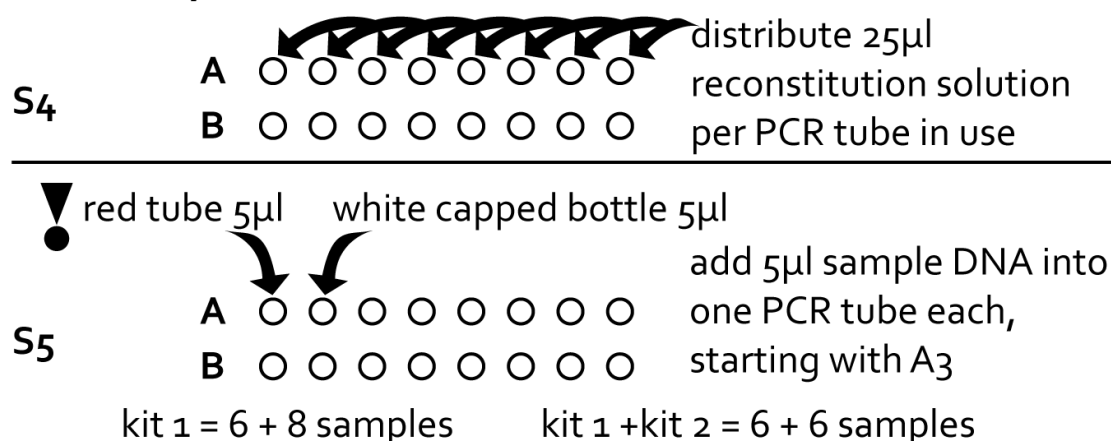 distribute 25µl
A
reconstitution solution
S4
B
per PCR tube in use
red tube 5µl white capped bottle 5µl
add 5µl sample DNA into
A
one PCR tube each,
S5
B
starting with A3
kit 1 = 6 + 8 samples kit 1 +kit 2 = 6 + 6 samples